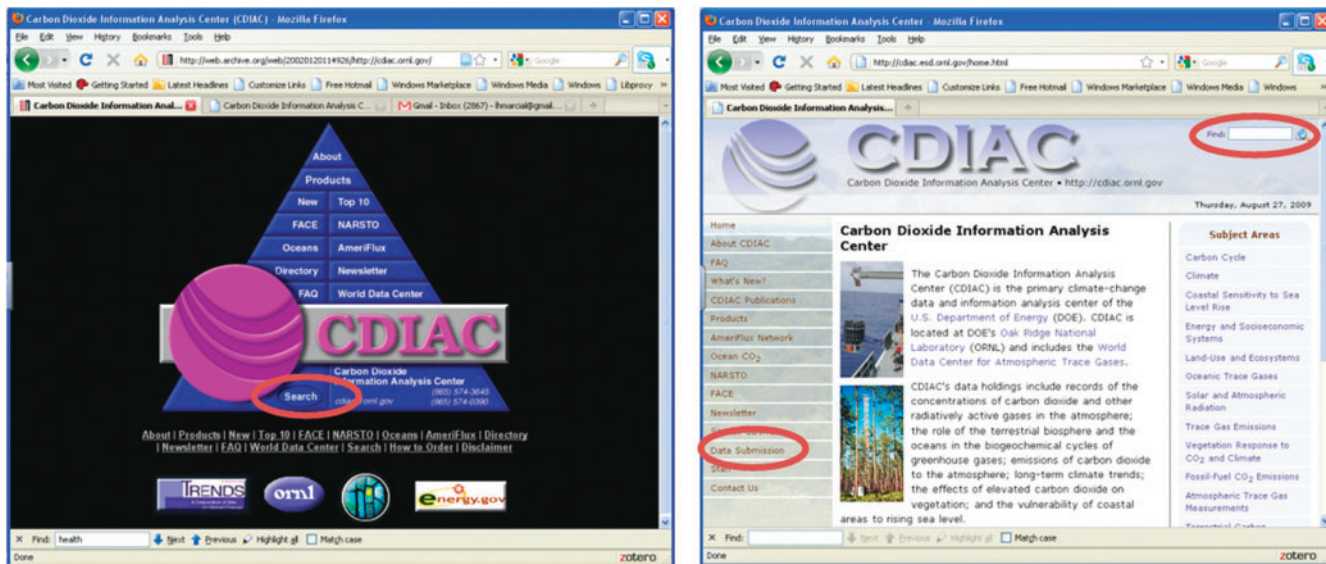 Carbon Dioxide Information Analysis Center (CDIAC) - Mozilla Firefox
File Edit View History Bookmarks Tools Help
http://web.archive.org/web/20020120114926/http://cdiac.ornl.gov/ Google
Most Visited Getting Started Latest Headlines Customize Links Free Hotmail Windows Marketplace Windows Media Windows Libproxy »
Carbon Dioxide Information Anal... Carbon Dioxide Information Analysis C... Gmail - Inbox (2867) - lhmarcial@gmail....
About
Products
New Top 10
FACE NARSTO
Oceans AmeriFlux
Directory Newsletter
FAQ World Data Center
CDIAC
Carbon Dioxide
Information Analysis Center
Search
(865) 574-3645
(865) 574-0390
About | Products | New | Top 10 | FACE | NARSTO | Oceans | AmeriFlux | Directory
| Newsletter | FAQ | World Data Center | Search | How to Order | Disclaimer
TRENDS
ornl
energy.gov
× Find: health Next Previous Highlight all Match case
Done zotero
Carbon Dioxide Information Analysis Center - Mozilla Firefox
File Edit View History Bookmarks Tools Help
http://cdiac.esd.ornl.gov/home.html Google
Most Visited Getting Started Latest Headlines Customize Links Free Hotmail Windows Marketplace Windows Media Windows »
Carbon Dioxide Information Analysis...
Find:
CDIAC
Carbon Dioxide Information Analysis Center • http://cdiac.ornl.gov
Thursday, August 27, 2009
Home
About CDIAC
FAQ
What's New?
CDIAC Publications
Products
AmeriFlux Network
Ocean CO2
NARSTO
FACE
Newsletter
Data Submission
Staff
Contact Us
Carbon Dioxide Information Analysis
Center
The Carbon Dioxide Information Analysis
Center (CDIAC) is the primary climate-change
data and information analysis center of the
U.S. Department of Energy (DOE). CDIAC is
located at DOE's Oak Ridge National
Laboratory (ORNL) and includes the World
Data Center for Atmospheric Trace Gases.
CDIAC's data holdings include records of the
concentrations of carbon dioxide and other
radiatively active gases in the atmosphere;
the role of the terrestrial biosphere and the
oceans in the biogeochemical cycles of
greenhouse gases; emissions of carbon dioxide
to the atmosphere; long-term climate trends;
the effects of elevated carbon dioxide on
vegetation; and the vulnerability of coastal
areas to rising sea level.
Subject Areas
Carbon Cycle
Climate
Coastal Sensitivity to Sea
Level Rise
Energy and Socioeconomic
Systems
Land-Use and Ecosystems
Oceanic Trace Gases
Solar and Atmospheric
Radiation
Trace Gas Emissions
Vegetation Response to
CO2 and Climate
Fossil-Fuel CO2 Emissions
Atmospheric Trace Gas
Measurements
Terrestrial Carbon
× Find: Next Previous Highlight all Match case
Done zotero